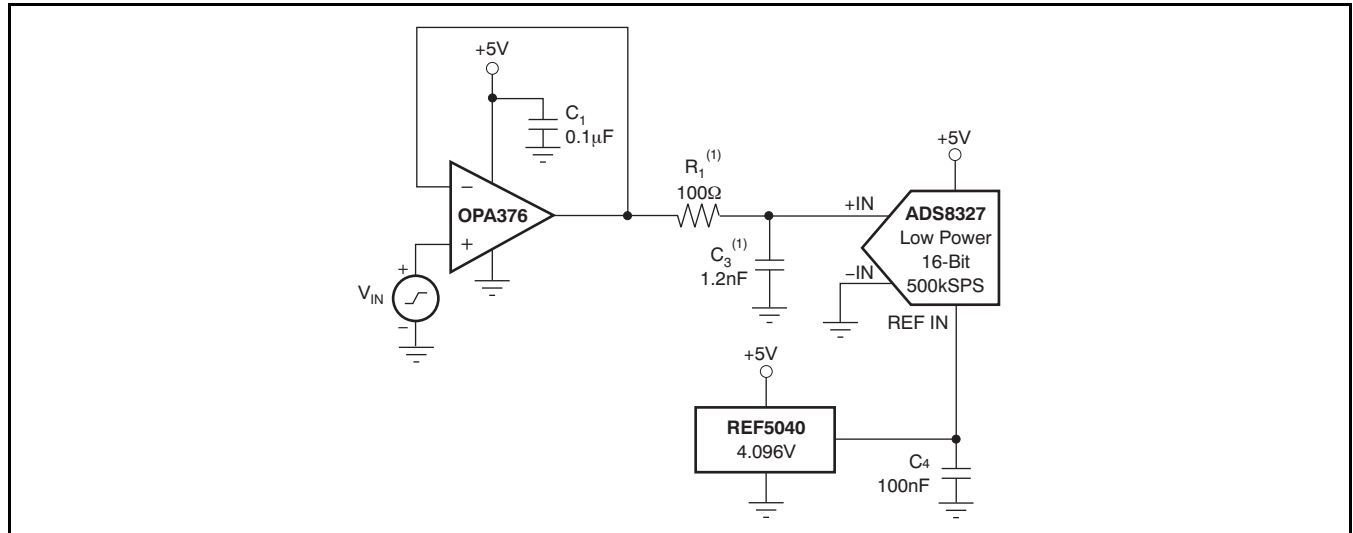 +5V
C1
0.1μF
−
OPA376
+
+
VIN
−
R1(1)
100Ω
C3(1)
1.2nF
+5V
+IN
ADS8327
Low Power
16-Bit
500kSPS
−IN
REF IN
+5V
REF5040
4.096V
C4
100nF